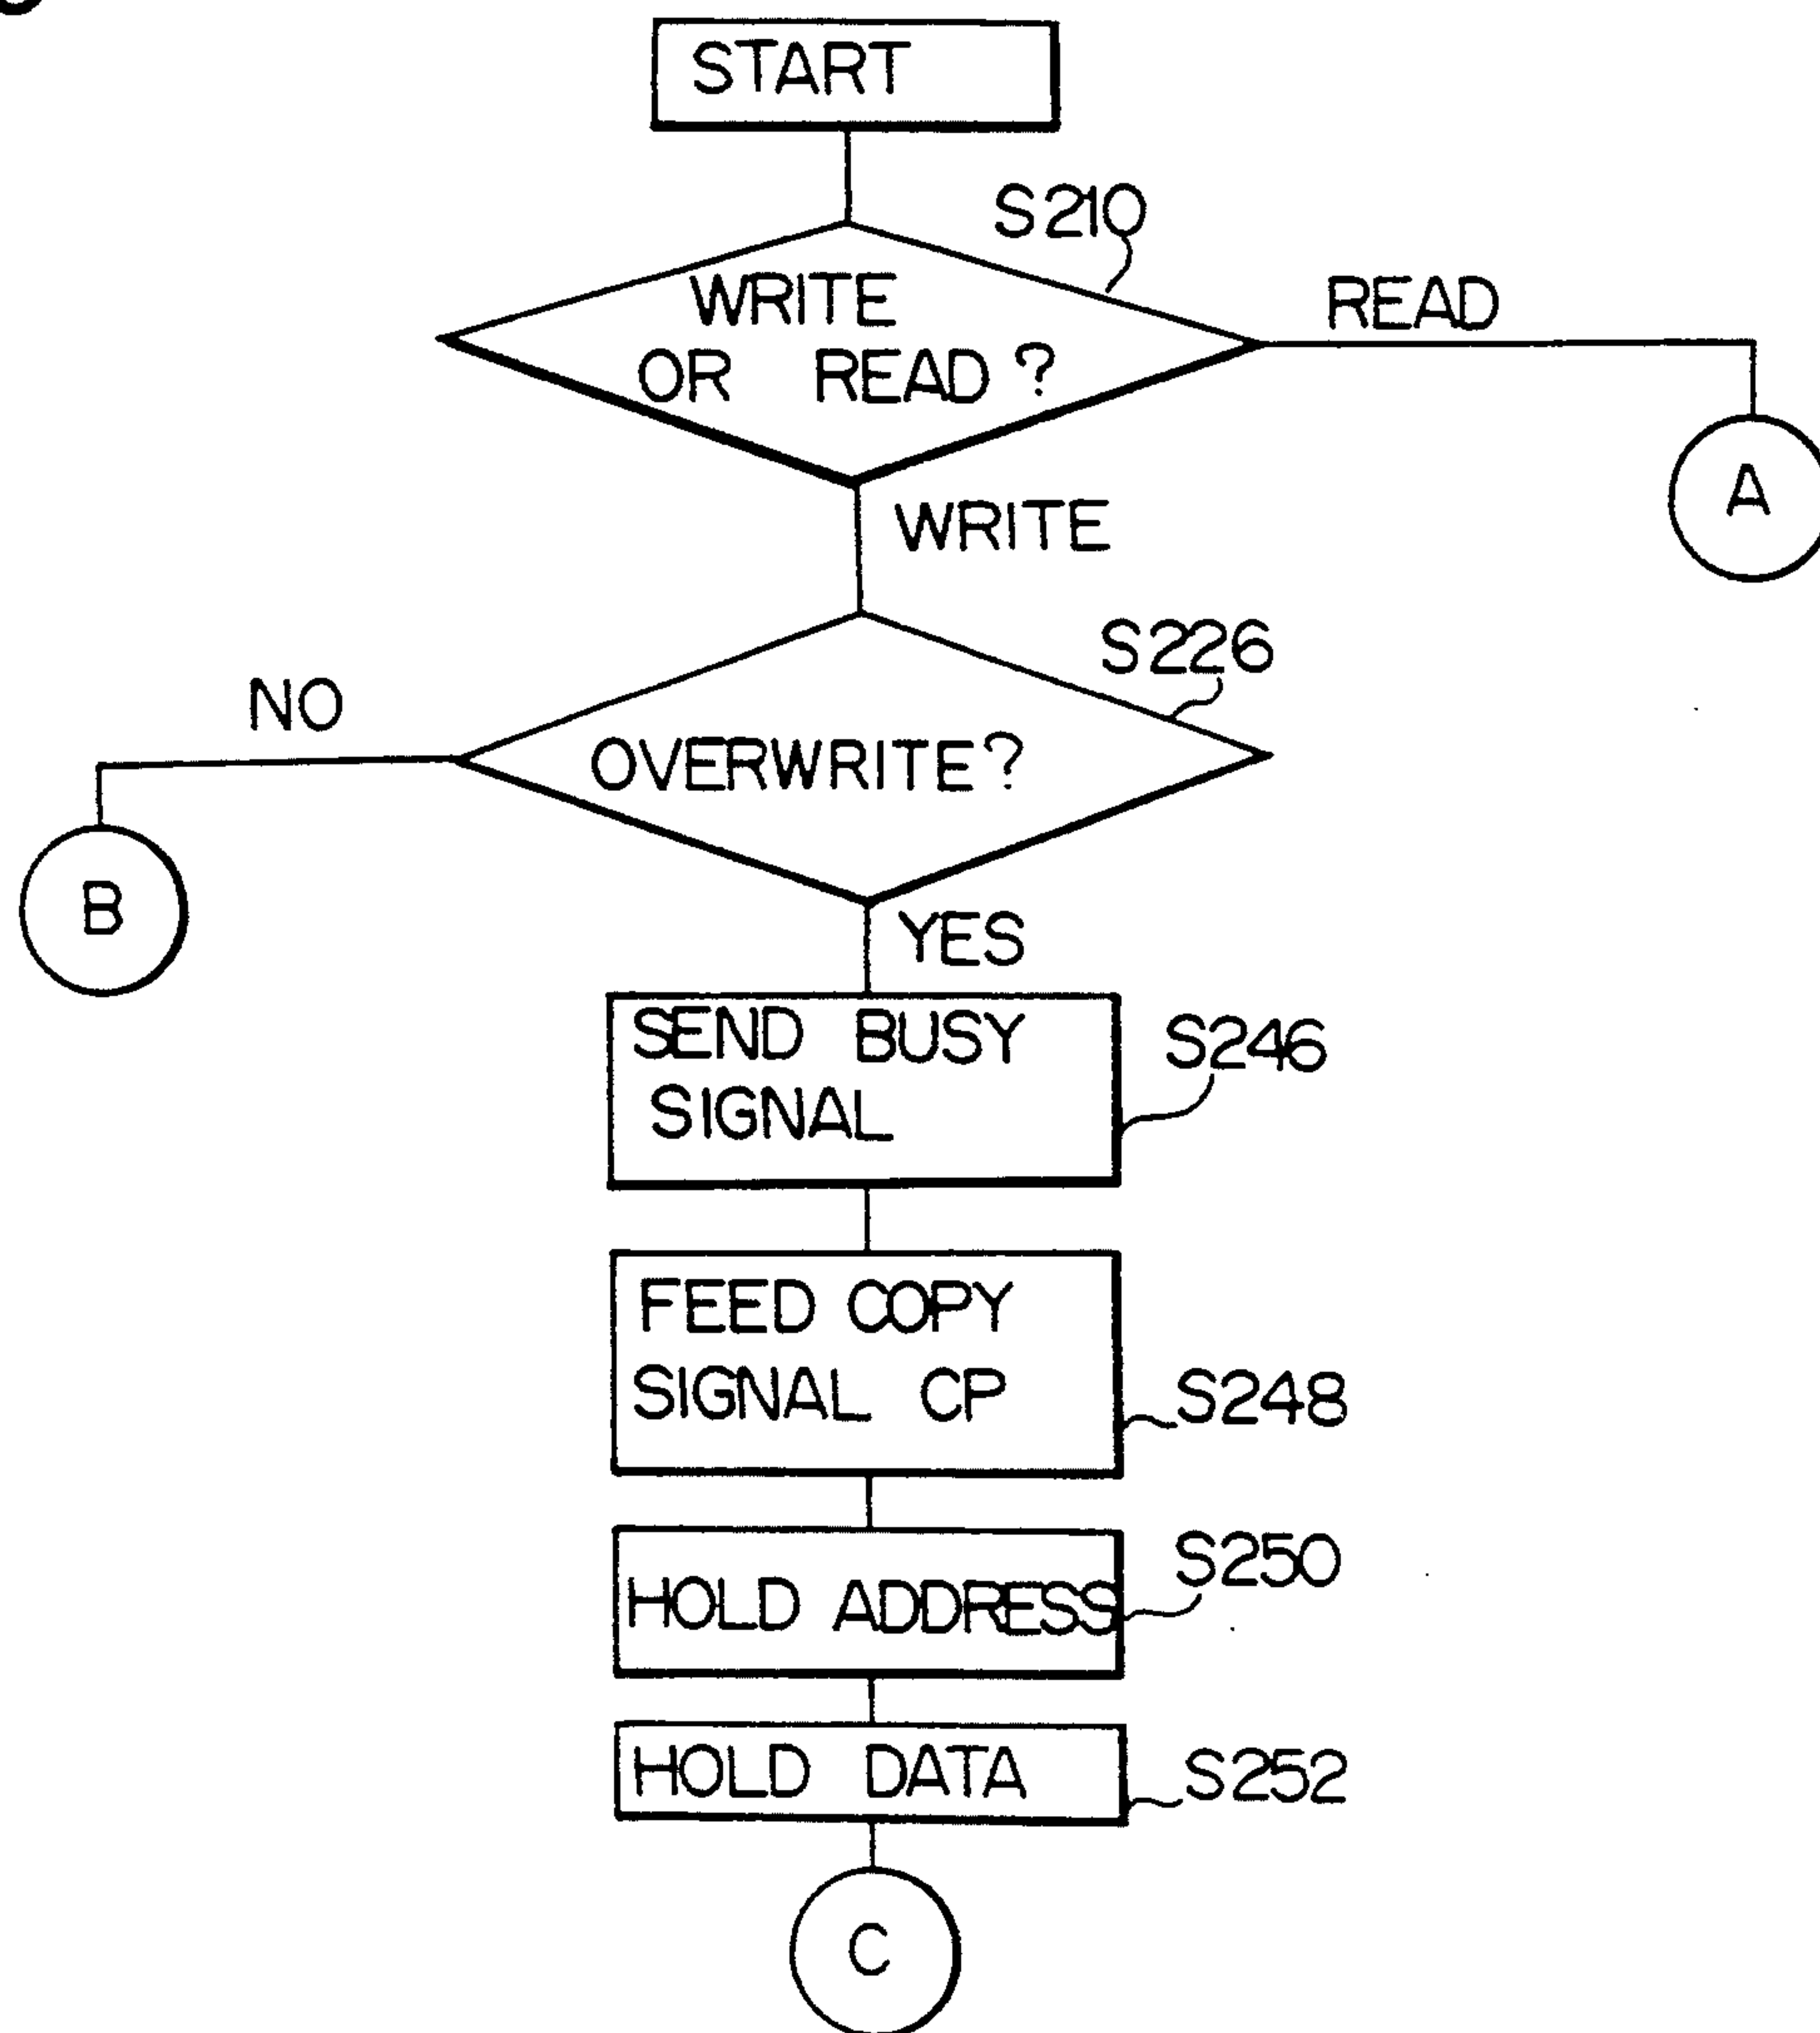 START
S210
WRITE
OR READ?
READ
A
WRITE
S226
NO
OVERWRITE?
B
YES
SEND BUSY
SIGNAL
S246
FEED COPY
SIGNAL CP
S248
S250
HOLD ADDRESS
HOLD DATA
S252
C